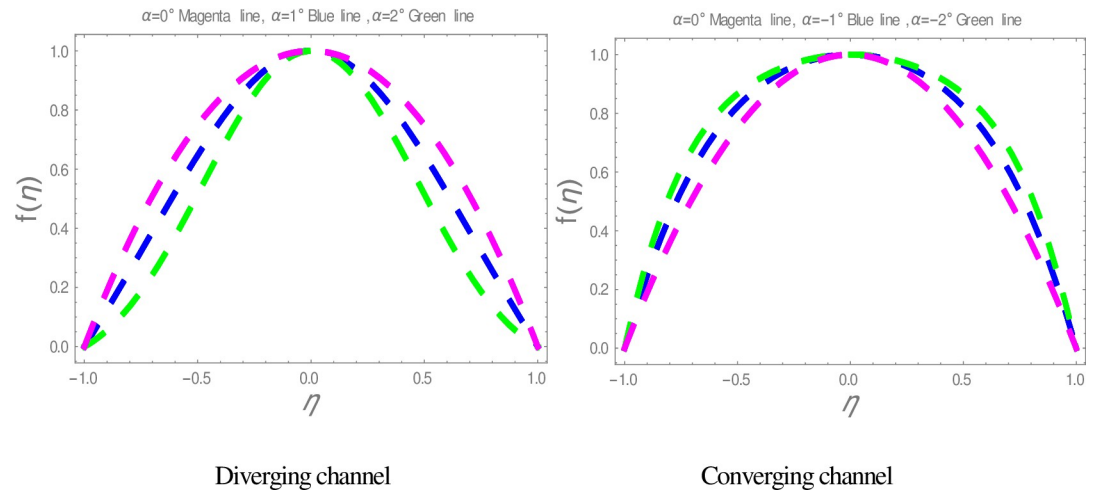 α=0° Magenta line, α=1° Blue line ,α=2° Green line
1.0
0.8
0.6
0.4
0.2
0.0
f(η)
−1.0 −0.5 0.0 0.5 1.0
η
Diverging channel
α=0° Magenta line, α=−1° Blue line ,α=−2° Green line
1.0
0.8
0.6
0.4
0.2
0.0
f(η)
−1.0 −0.5 0.0 0.5 1.0
η
Converging channel